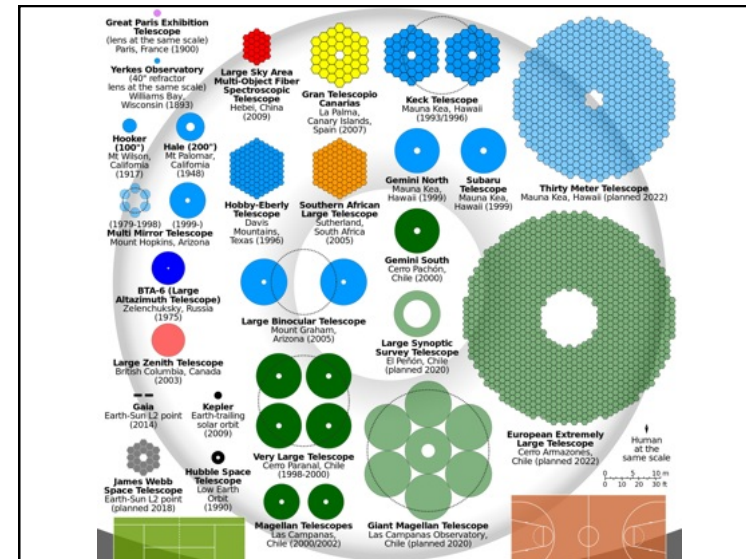 Great Paris Exhibition
Telescope
(lens at the same scale)
Paris, France (1900)
Yerkes Observatory
(40" refractor
lens at the same scale)
Williams Bay,
Wisconsin (1893)
Hooker
(100")
Mt Wilson,
California
(1917)
Hale (200")
Mt Palomar,
California
(1948)
(1979-1998)
(1999-)
Multi Mirror Telescope
Mount Hopkins, Arizona
BTA-6 (Large
Altazimuth Telescope)
Zelenchuksky, Russia
(1975)
Large Zenith Telescope
British Columbia, Canada
(2003)
Gaia
Earth-Sun L2 point
(2014)
Kepler
Earth-trailing
solar orbit
(2009)
James Webb
Space Telescope
Earth-Sun L2 point
(planned 2018)
Hubble Space
Telescope
Low Earth
Orbit
(1990)
Large Sky Area
Multi-Object Fiber
Spectroscopic
Telescope
Hebei, China
(2009)
Gran Telescopio
Canarias
La Palma,
Canary Islands,
Spain (2007)
Keck Telescope
Mauna Kea, Hawaii
(1993/1996)
Hobby-Eberly
Telescope
Davis
Mountains,
Texas (1996)
Southern African
Large Telescope
Sutherland,
South Africa
(2005)
Gemini North
Mauna Kea,
Hawaii (1999)
Subaru
Telescope
Mauna Kea,
Hawaii (1999)
Thirty Meter Telescope
Mauna Kea, Hawaii (planned 2022)
Gemini South
Cerro Pachón,
Chile (2000)
Large Binocular Telescope
Mount Graham,
Arizona (2005)
Large Synoptic
Survey Telescope
El Peñón, Chile
(planned 2020)
Very Large Telescope
Cerro Paranal, Chile
(1998-2000)
Magellan Telescopes
Las Campanas,
Chile (2000/2002)
Giant Magellan Telescope
Las Campanas Observatory,
Chile (planned 2020)
European Extremely
Large Telescope
Cerro Armazones,
Chile (planned 2022)
Human
at the
same scale
0 5 10 m
0 10 20 30 ft